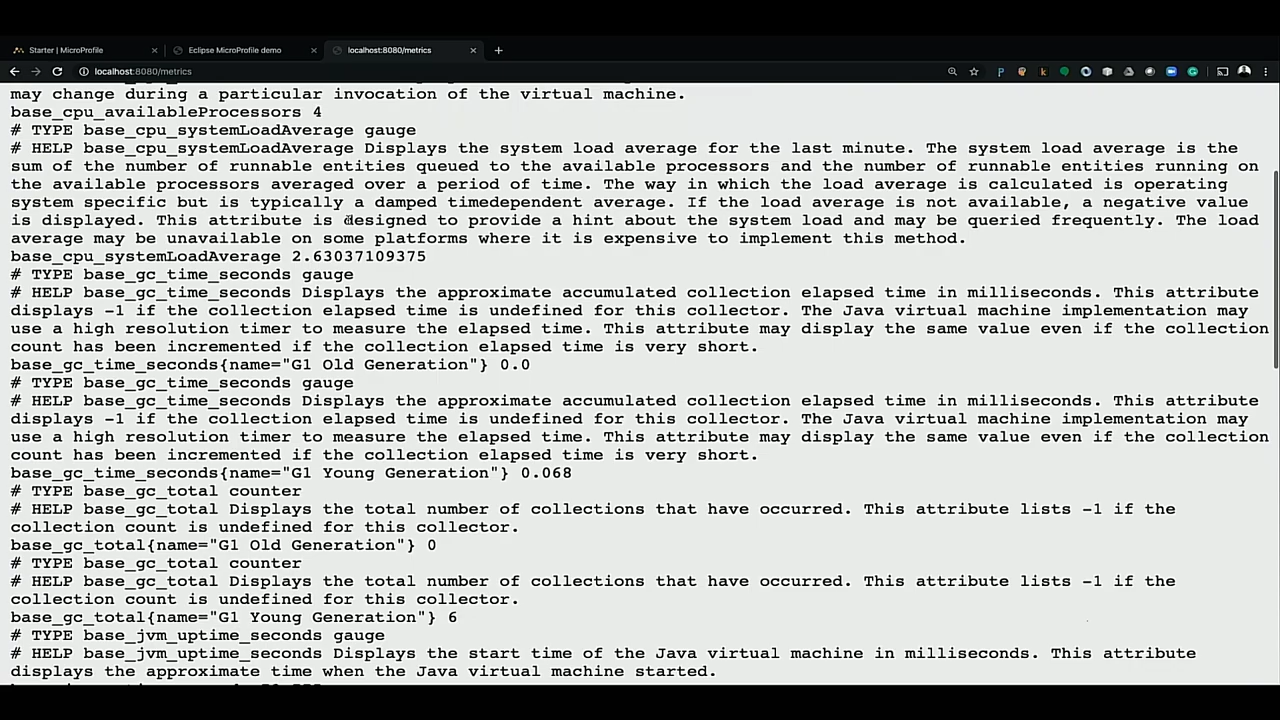 Starter | MicroProfile
Eclipse MicroProfile demo
localhost:8080/metrics
localhost:8080/metrics
may change during a particular invocation of the virtual machine.
base_cpu_availableProcessors 4
# TYPE base_cpu_systemLoadAverage gauge
# HELP base_cpu_systemLoadAverage Displays the system load average for the last minute. The system load average is the
sum of the number of runnable entities queued to the available processors and the number of runnable entities running on
the available processors averaged over a period of time. The way in which the load average is calculated is operating
system specific but is typically a damped timedependent average. If the load average is not available, a negative value
is displayed. This attribute is designed to provide a hint about the system load and may be queried frequently. The load
average may be unavailable on some platforms where it is expensive to implement this method.
base_cpu_systemLoadAverage 2.63037109375
# TYPE base_gc_time_seconds gauge
# HELP base_gc_time_seconds Displays the approximate accumulated collection elapsed time in milliseconds. This attribute
displays -1 if the collection elapsed time is undefined for this collector. The Java virtual machine implementation may
use a high resolution timer to measure the elapsed time. This attribute may display the same value even if the collection
count has been incremented if the collection elapsed time is very short.
base_gc_time_seconds{name="G1 Old Generation"} 0.0
# TYPE base_gc_time_seconds gauge
# HELP base_gc_time_seconds Displays the approximate accumulated collection elapsed time in milliseconds. This attribute
displays -1 if the collection elapsed time is undefined for this collector. The Java virtual machine implementation may
use a high resolution timer to measure the elapsed time. This attribute may display the same value even if the collection
count has been incremented if the collection elapsed time is very short.
base_gc_time_seconds{name="G1 Young Generation"} 0.068
# TYPE base_gc_total counter
# HELP base_gc_total Displays the total number of collections that have occurred. This attribute lists -1 if the
collection count is undefined for this collector.
base_gc_total{name="G1 Old Generation"} 0
# TYPE base_gc_total counter
# HELP base_gc_total Displays the total number of collections that have occurred. This attribute lists -1 if the
collection count is undefined for this collector.
base_gc_total{name="G1 Young Generation"} 6
# TYPE base_jvm_uptime_seconds gauge
# HELP base_jvm_uptime_seconds Displays the start time of the Java virtual machine in milliseconds. This attribute
displays the approximate time when the Java virtual machine started.